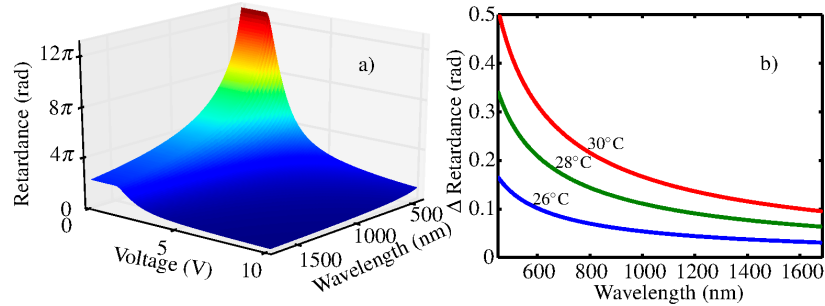 a)
12π
8π
4π
0
Retardance (rad)
0
5
10
Voltage (V)
1500
1000
500
Wavelength (nm)
b)
0.5
0.4
0.3
0.2
0.1
0
Δ Retardance (rad)
30°C
28°C
26°C
600 800 1000 1200 1400 1600
Wavelength (nm)